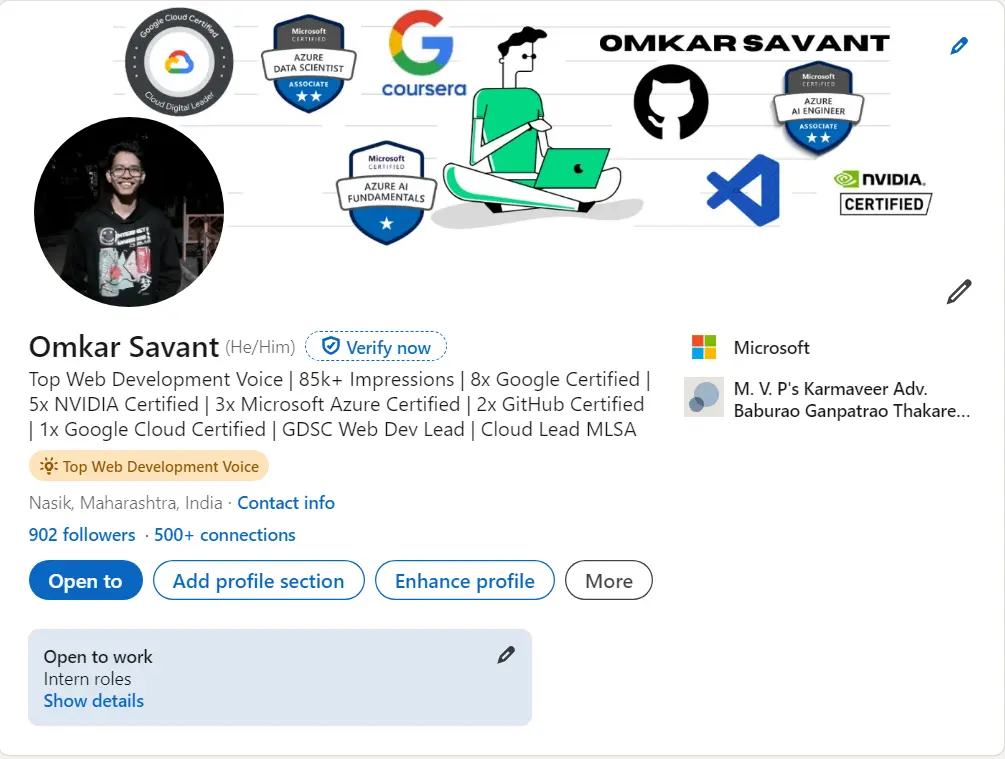 Google Cloud Certified
Cloud Digital Leader
Microsoft
CERTIFIED
AZURE
DATA SCIENTIST
ASSOCIATE
coursera
OMKAR SAVANT
Microsoft
CERTIFIED
AZURE
AI ENGINEER
ASSOCIATE
Microsoft
CERTIFIED
AZURE AI
FUNDAMENTALS
NVIDIA.
CERTIFIED
Omkar Savant (He/Him) Verify now
Top Web Development Voice | 85k+ Impressions | 8x Google Certified |
5x NVIDIA Certified | 3x Microsoft Azure Certified | 2x GitHub Certified
| 1x Google Cloud Certified | GDSC Web Dev Lead | Cloud Lead MLSA
Top Web Development Voice
Nasik, Maharashtra, India · Contact info
902 followers · 500+ connections
Open to Add profile section Enhance profile More
Microsoft
M. V. P's Karmaveer Adv.
Baburao Ganpatrao Thakare...
Open to work
Intern roles
Show details